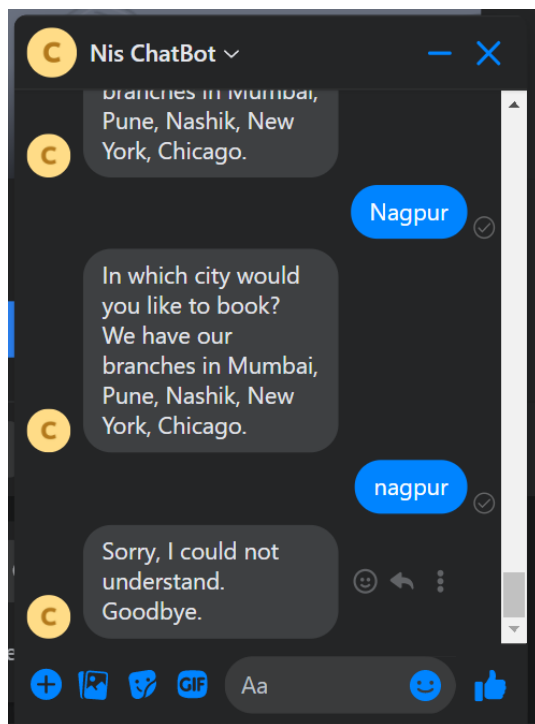 C Nis ChatBot
branches in Mumbai,
Pune, Nashik, New
York, Chicago.
C
Nagpur
In which city would
you like to book?
We have our
branches in Mumbai,
Pune, Nashik, New
York, Chicago.
C
nagpur
Sorry, I could not
understand.
Goodbye.
C
GIF Aa